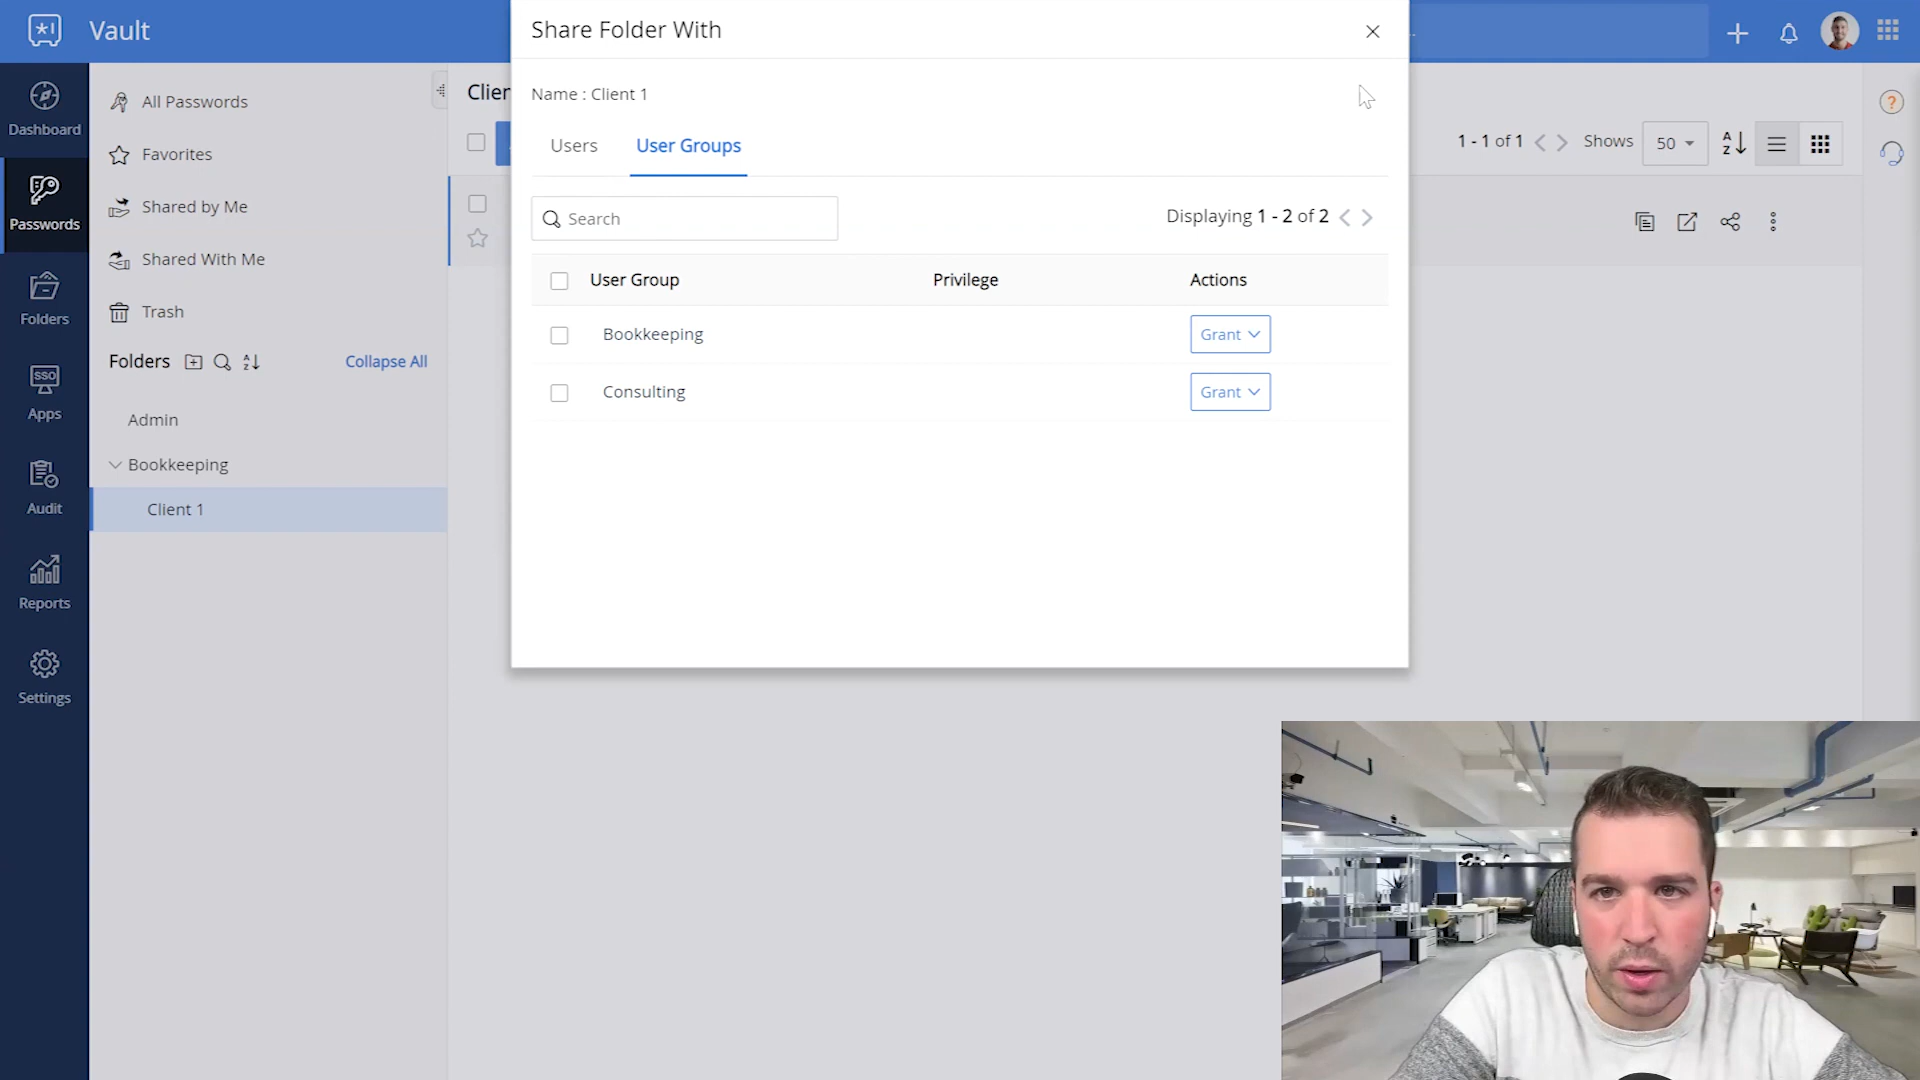 Vault
Dashboard
Passwords
Folders
SSO
Apps
Audit
Reports
Settings
All Passwords
Favorites
Shared by Me
Shared With Me
Trash
Folders
A
Z
Collapse All
Admin
Bookkeeping
Client 1
Clien
Share Folder With
Name : Client 1
Users
User Groups
Search
Displaying 1 - 2 of 2
User Group
Privilege
Actions
Bookkeeping
Grant
Consulting
Grant
1 - 1 of 1
Shows
50
A
Z
?